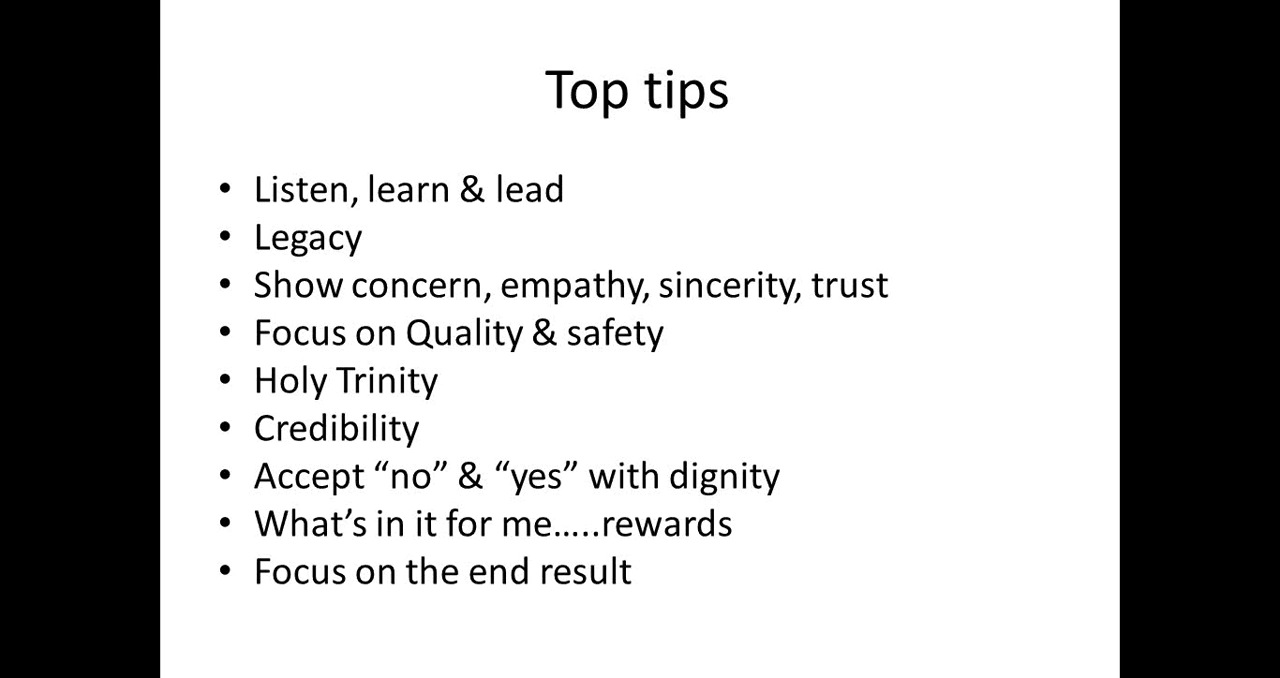 Top tips
• Listen, learn & lead
• Legacy
• Show concern, empathy, sincerity, trust
• Focus on Quality & safety
• Holy Trinity
• Credibility
• Accept “no” & “yes” with dignity
• What’s in it for me…..rewards
• Focus on the end result